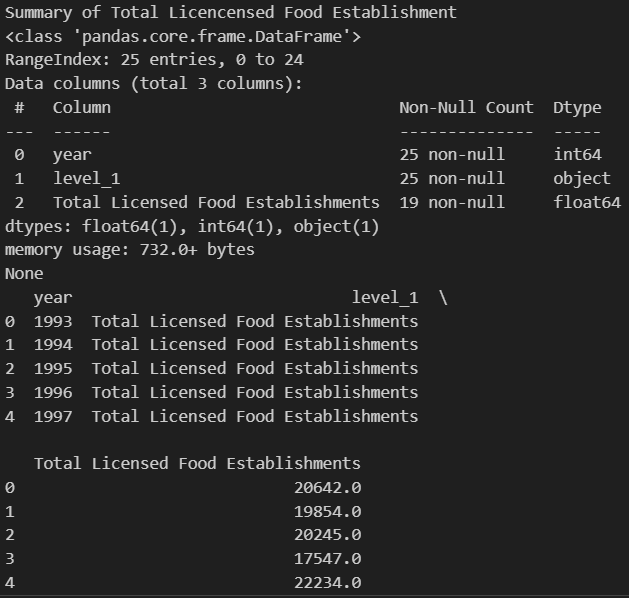 Summary of Total Licencensed Food Establishment
<class 'pandas.core.frame.DataFrame'>
RangeIndex: 25 entries, 0 to 24
Data columns (total 3 columns):
 #   Column                              Non-Null Count  Dtype
---  ------                              --------------  -----
 0   year                                25 non-null     int64
 1   level_1                             25 non-null     object
 2   Total Licensed Food Establishments  19 non-null     float64
dtypes: float64(1), int64(1), object(1)
memory usage: 732.0+ bytes
None
   year                             level_1  \
0  1993  Total Licensed Food Establishments
1  1994  Total Licensed Food Establishments
2  1995  Total Licensed Food Establishments
3  1996  Total Licensed Food Establishments
4  1997  Total Licensed Food Establishments

   Total Licensed Food Establishments
0                             20642.0
1                             19854.0
2                             20245.0
3                             17547.0
4                             22234.0